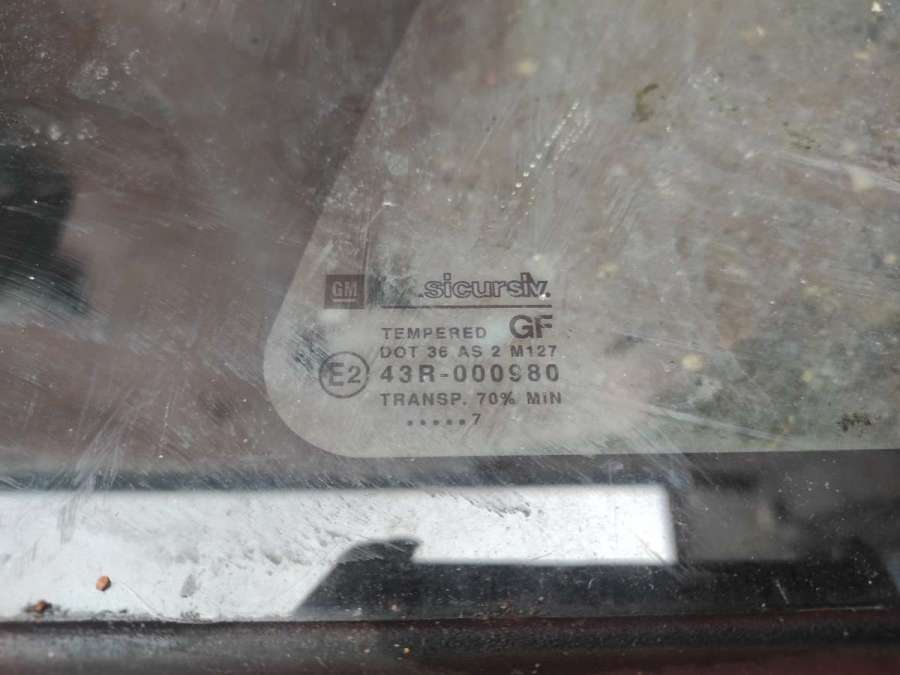 GM .sicursiv.
TEMPERED GF
DOT 36 AS 2 M127
E2 43R-000980
TRANSP. 70% MIN
.....7